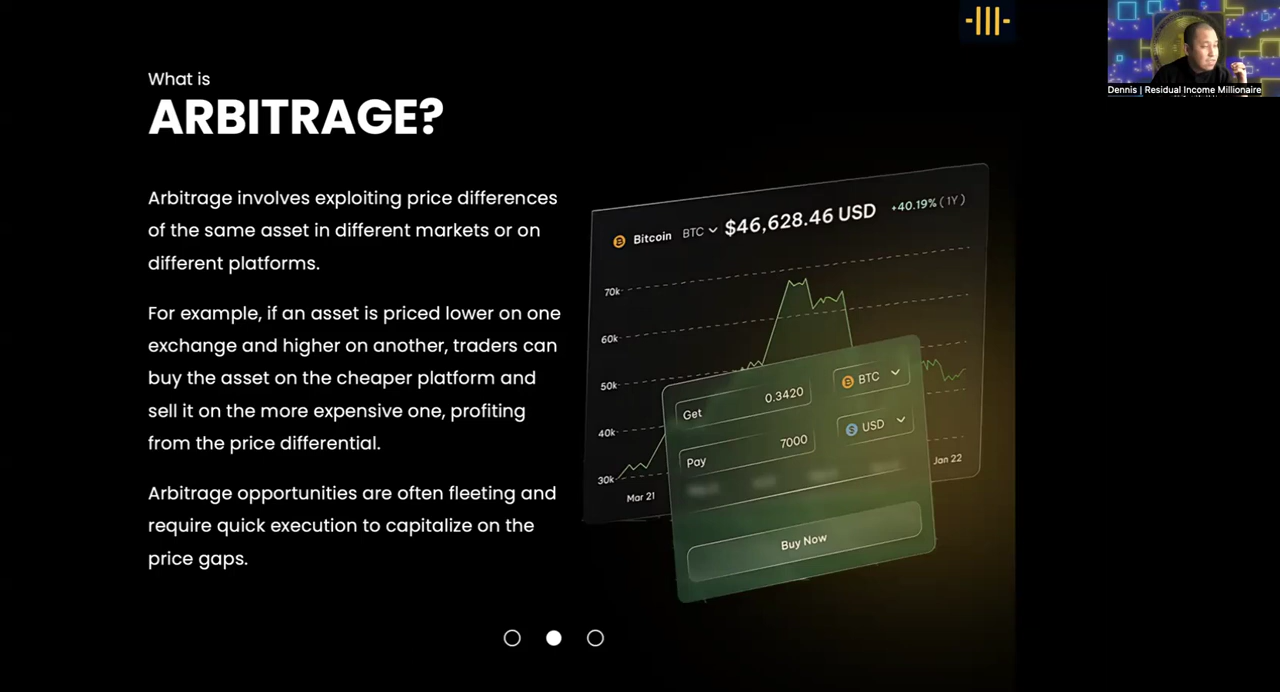 What is
ARBITRAGE?
Arbitrage involves exploiting price differences
of the same asset in different markets or on
different platforms.
For example, if an asset is priced lower on one
exchange and higher on another, traders can
buy the asset on the cheaper platform and
sell it on the more expensive one, profiting
from the price differential.
Arbitrage opportunities are often fleeting and
require quick execution to capitalize on the
price gaps.
Bitcoin BTC $46,628.46 USD +40.19% (1Y)
70k
60k
50k
40k
30k
Mar 21
Jan 22
Get 0.3420 BTC
Pay 7000 USD
Buy Now
Dennis | Residual Income Millionaire